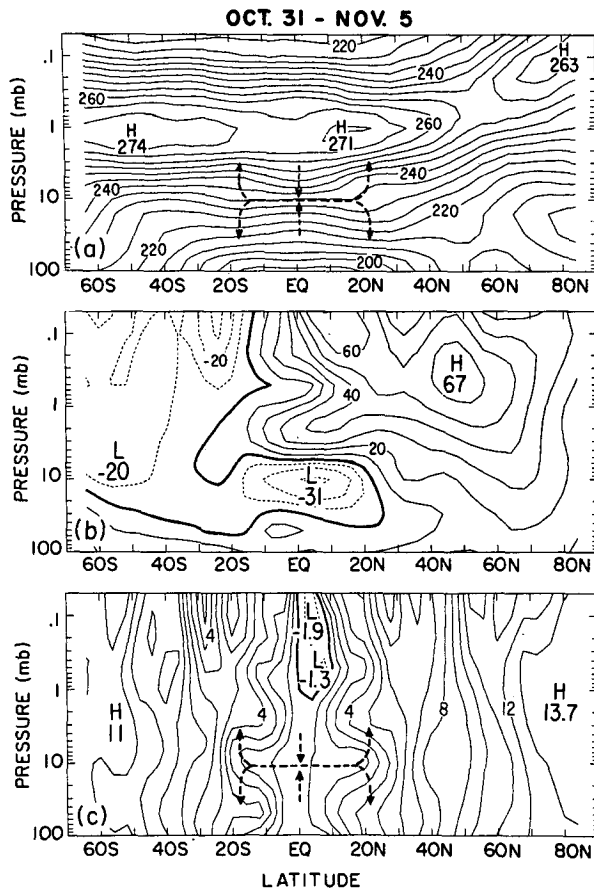 OCT. 31 - NOV. 5
PRESSURE (mb)
.1
1
10
100
220
240
H
263
260
H
274
H
271
260
240
220
220
200
(a)
60S 40S 20S EQ 20N 40N 60N 80N
PRESSURE (mb)
.1
1
10
100
-20
60
40
H
67
20
L
-20
L
-31
(b)
60S 40S 20S EQ 20N 40N 60N 80N
PRESSURE (mb)
.1
1
10
100
4
L
-1.9
L
-1.3
H
11
4
4
8
12
H
13.7
(c)
60S 40S 20S EQ 20N 40N 60N 80N
LATITUDE